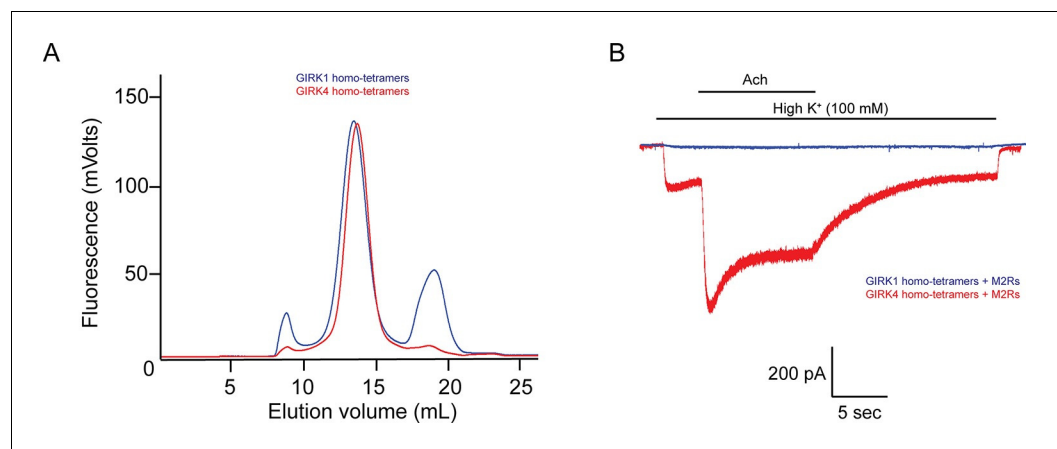 A
GIRK1 homo-tetramers
GIRK4 homo-tetramers
150
100
50
0
5
10
15
20
25
Fluorescence (mVolts)
Elution volume (mL)
B
Ach
High K⁺ (100 mM)
GIRK1 homo-tetramers + M2Rs
GIRK4 homo-tetramers + M2Rs
200 pA
5 sec